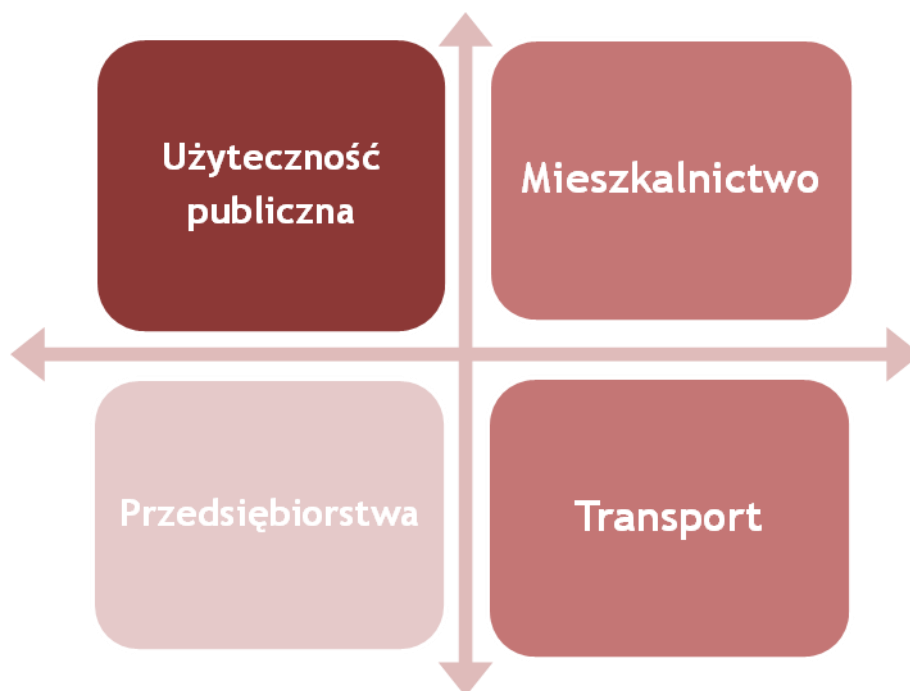 Użyteczność
publiczna
Mieszkalnictwo
Przedsiębiorstwa
Transport